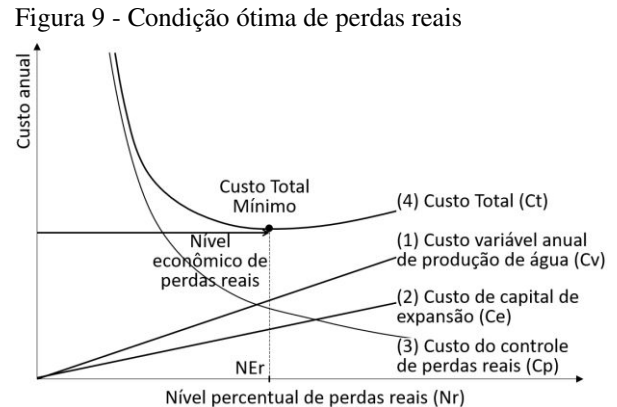 Figura 9 - Condição ótima de perdas reais
Custo anual
Custo Total
Mínimo
(4) Custo Total (Ct)
Nível
econômico de
perdas reais
(1) Custo variável anual
de produção de água (Cv)
(2) Custo de capital de
expansão (Ce)
(3) Custo do controle
de perdas reais (Cp)
NEr
Nível percentual de perdas reais (Nr)